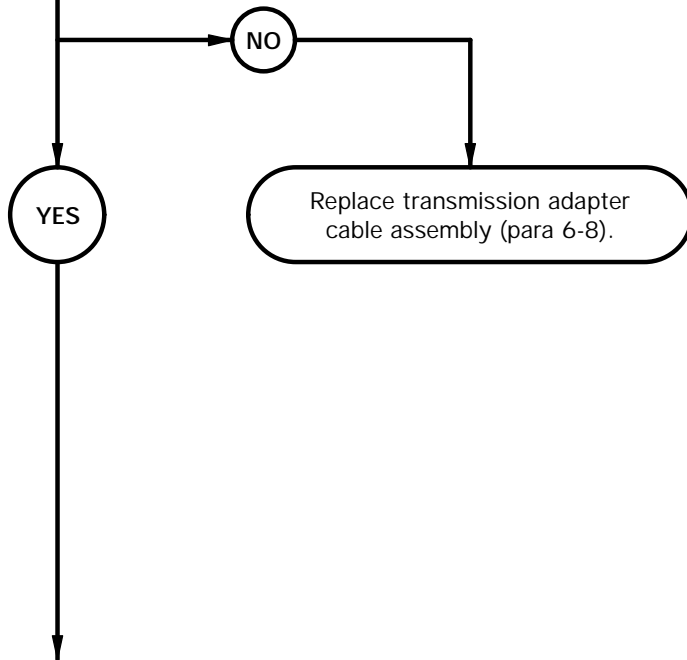 NO
YES
Replace transmission adapter
cable assembly (para 6-8).